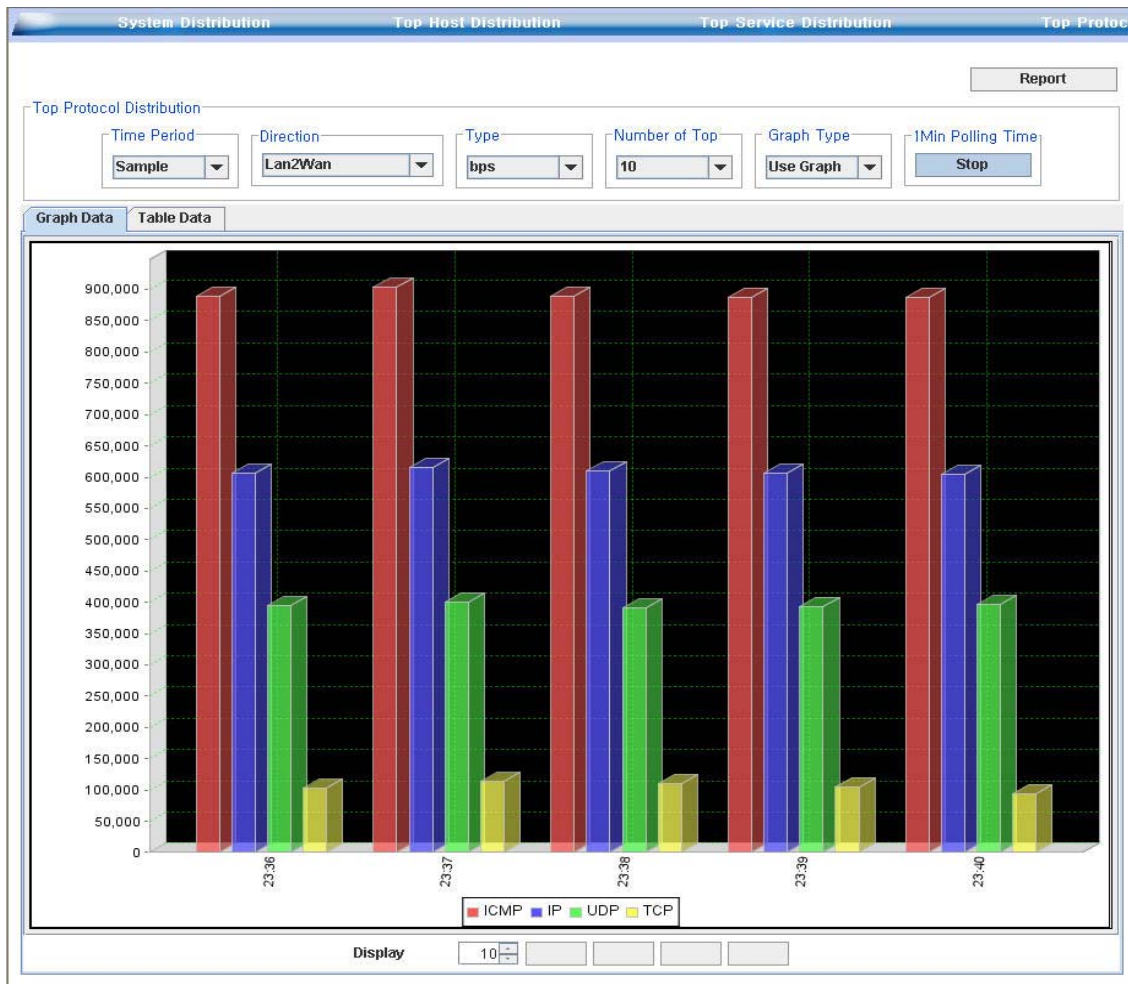 System Distribution Top Host Distribution Top Service Distribution Top Protoc
Report
Top Protocol Distribution
Time Period Direction Type Number of Top Graph Type 1Min Polling Time
Sample Lan2Wan bps 10 Use Graph Stop
Graph Data Table Data
900,000
850,000
800,000
750,000
700,000
650,000
600,000
550,000
500,000
450,000
400,000
350,000
300,000
250,000
200,000
150,000
100,000
50,000
0
23:36 23:37 23:38 23:39 23:40
ICMP IP UDP TCP
Display 10